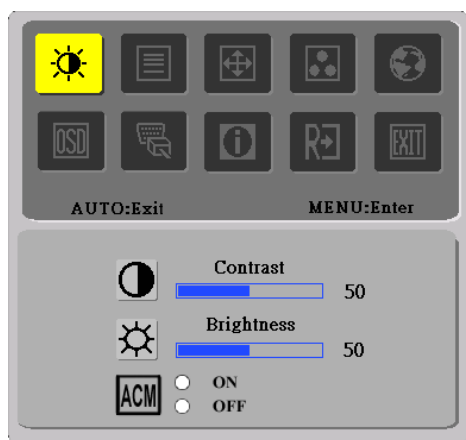 OSD i R EXIT
AUTO:Exit MENU:Enter
Contrast
50
Brightness
50
ACM ON
OFF